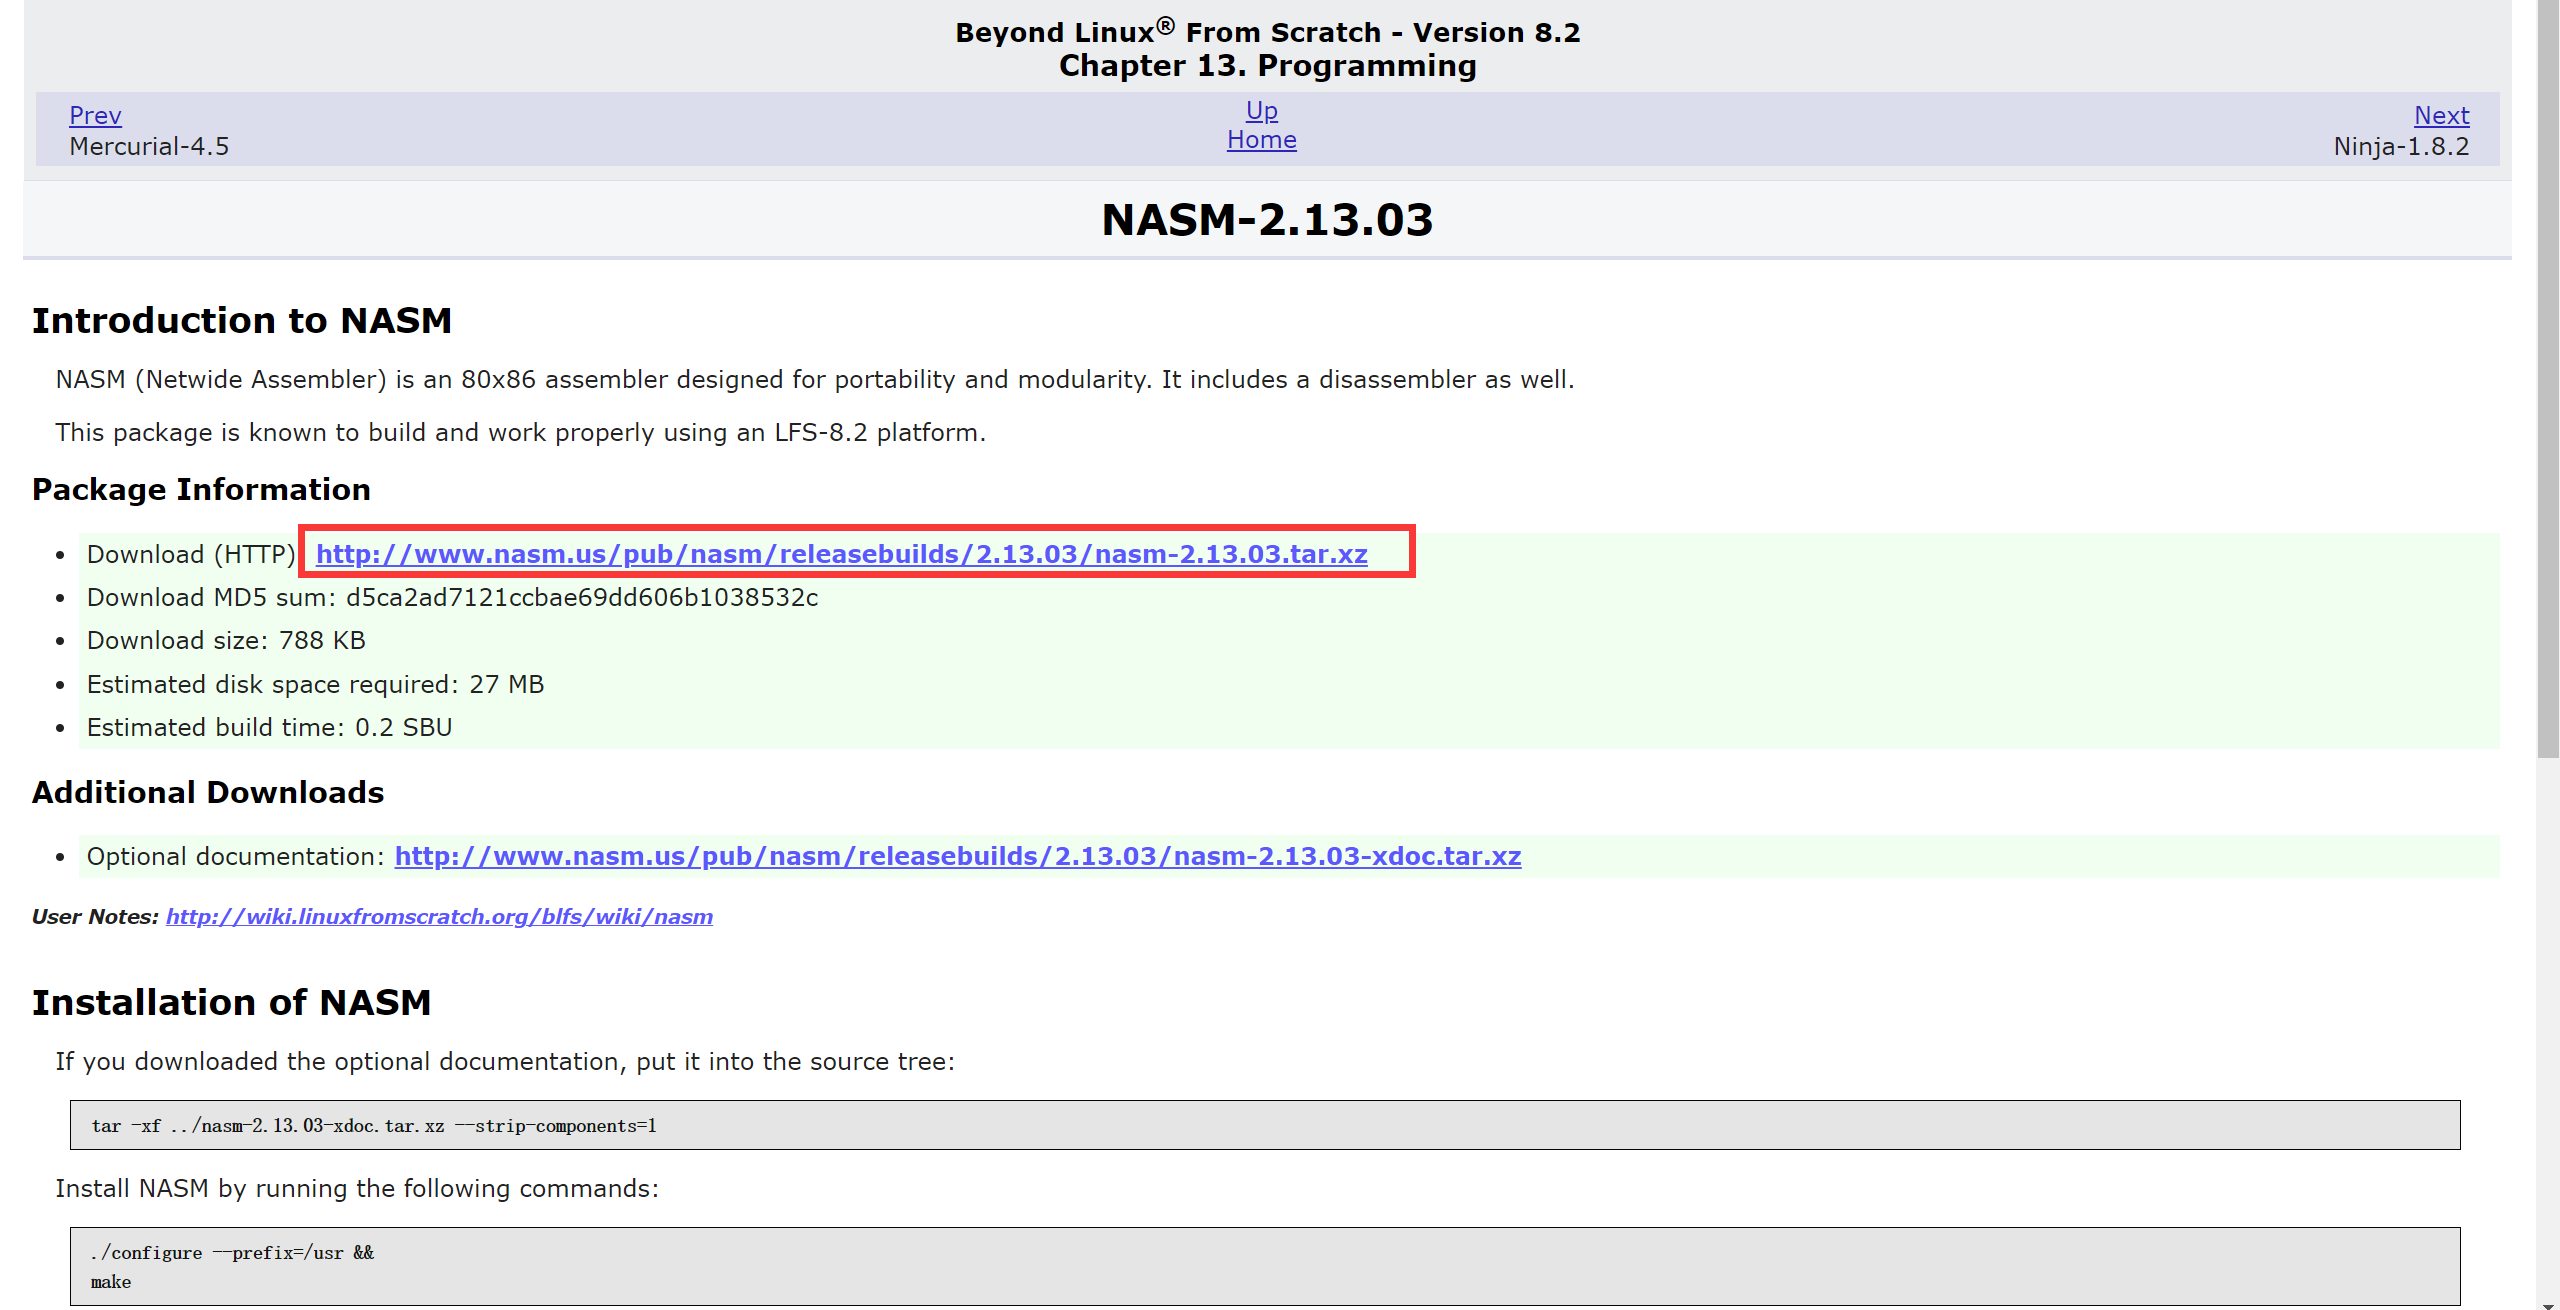 Beyond Linux® From Scratch - Version 8.2
Chapter 13. Programming
Prev
Up
Next
Mercurial-4.5
Home
Ninja-1.8.2
NASM-2.13.03
Introduction to NASM
NASM (Netwide Assembler) is an 80x86 assembler designed for portability and modularity. It includes a disassembler as well.
This package is known to build and work properly using an LFS-8.2 platform.
Package Information
• Download (HTTP) http://www.nasm.us/pub/nasm/releasebuilds/2.13.03/nasm-2.13.03.tar.xz
• Download MD5 sum: d5ca2ad7121ccbae69dd606b1038532c
• Download size: 788 KB
• Estimated disk space required: 27 MB
• Estimated build time: 0.2 SBU
Additional Downloads
• Optional documentation: http://www.nasm.us/pub/nasm/releasebuilds/2.13.03/nasm-2.13.03-xdoc.tar.xz
User Notes: http://wiki.linuxfromscratch.org/blfs/wiki/nasm
Installation of NASM
If you downloaded the optional documentation, put it into the source tree:
tar -xf ../nasm-2.13.03-xdoc.tar.xz --strip-components=1
Install NASM by running the following commands:
./configure --prefix=/usr &&
make